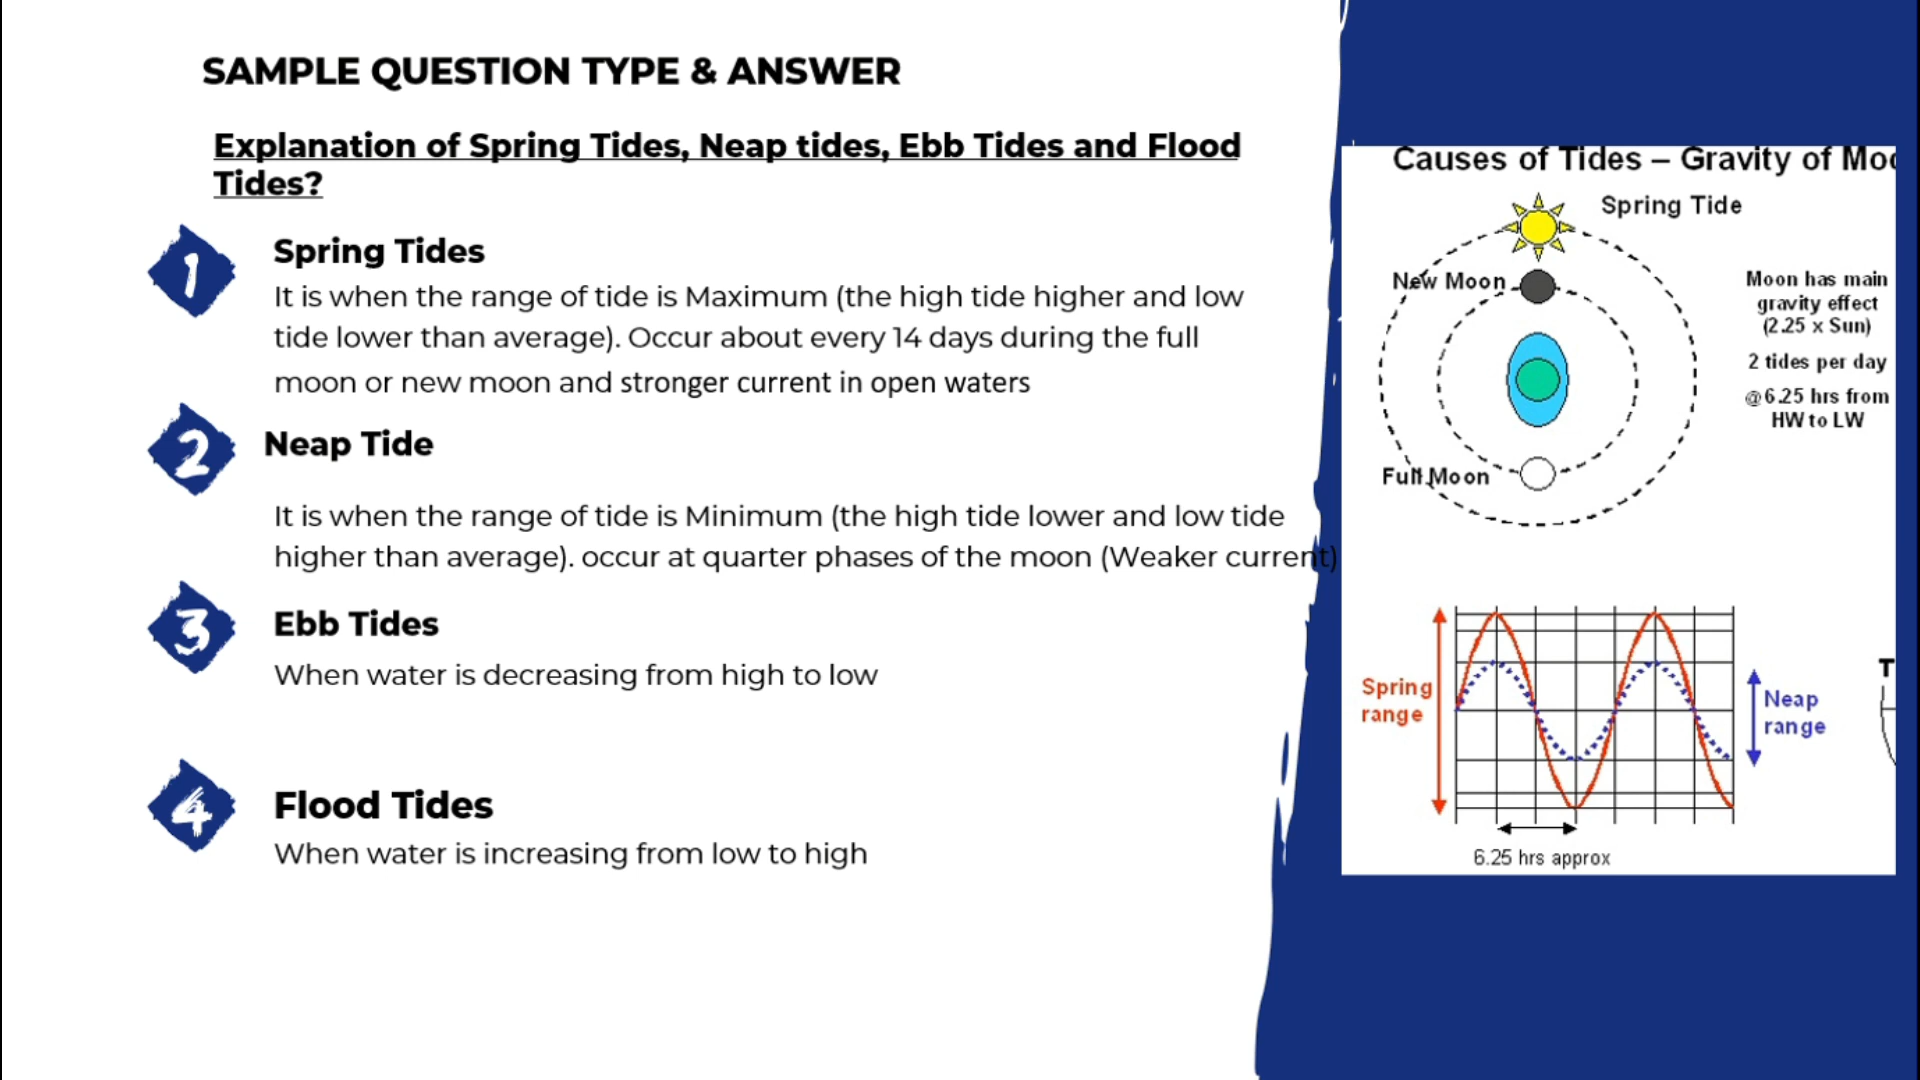 SAMPLE QUESTION TYPE & ANSWER
Explanation of Spring Tides, Neap tides, Ebb Tides and Flood
Tides?
1
Spring Tides
It is when the range of tide is Maximum (the high tide higher and low
tide lower than average). Occur about every 14 days during the full
moon or new moon and stronger current in open waters
2
Neap Tide
It is when the range of tide is Minimum (the high tide lower and low tide
higher than average). occur at quarter phases of the moon (Weaker current)
3
Ebb Tides
When water is decreasing from high to low
4
Flood Tides
When water is increasing from low to high
Causes of Tides – Gravity of
Spring Tide
New Moon
Moon has main
gravity effect
(2.25 x Sun)
2 tides per day
@6.25 hrs from
HW to LW
Full Moon
Spring
range
Neap
range
T
6.25 hrs approx